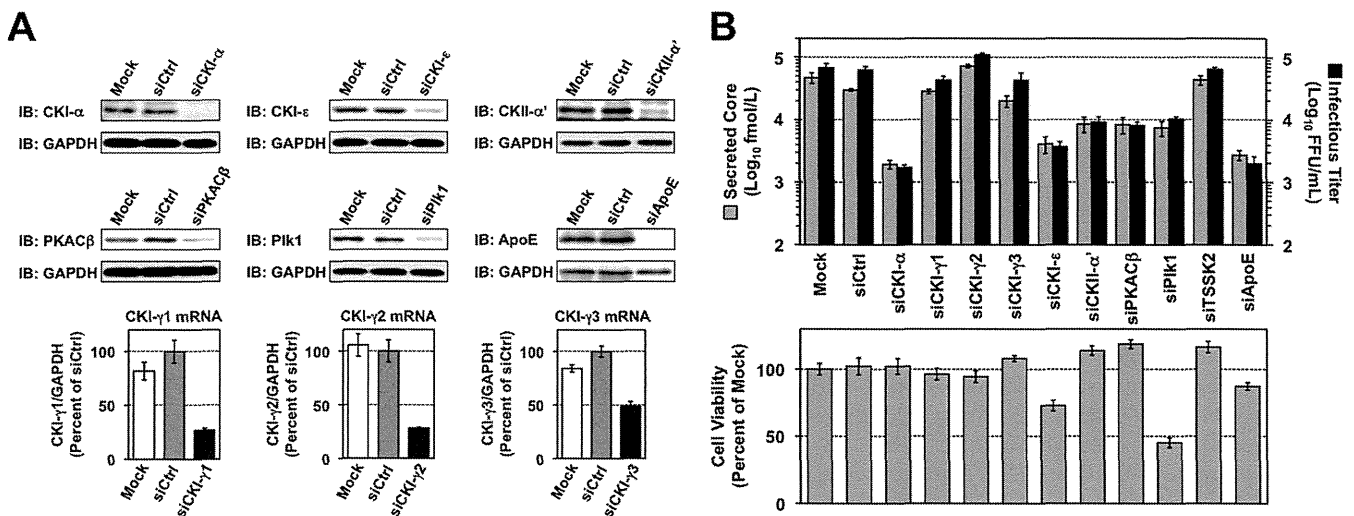 A
Mock siCtrl siCKI-α
IB: CKI-α
IB: GAPDH
Mock siCtrl siCKI-ε
IB: CKI-ε
IB: GAPDH
Mock siCtrl siCKII-α'
IB: CKII-α'
IB: GAPDH
Mock siCtrl siPKACβ
IB: PKACβ
IB: GAPDH
Mock siCtrl siPlk1
IB: Plk1
IB: GAPDH
Mock siCtrl siApoE
IB: ApoE
IB: GAPDH
CKI-γ1 mRNA
CKI-γ1/GAPDH
(Percent of siCtrl)
100
50
0
Mock siCtrl siCKI-γ1
CKI-γ2 mRNA
CKI-γ2/GAPDH
(Percent of siCtrl)
100
50
0
Mock siCtrl siCKI-γ2
CKI-γ3 mRNA
CKI-γ3/GAPDH
(Percent of siCtrl)
100
50
0
Mock siCtrl siCKI-γ3
B
Secreted Core
(Log10 fmol/L)
5
4
3
2
Infectious Titer
(Log10 FFU/mL)
5
4
3
2
Mock siCtrl siCKI-α siCKI-γ1 siCKI-γ2 siCKI-γ3 siCKI-ε siCKII-α' siPKACβ siPlk1 siTSSK2 siApoE
Cell Viability
(Percent of Mock)
100
50
0